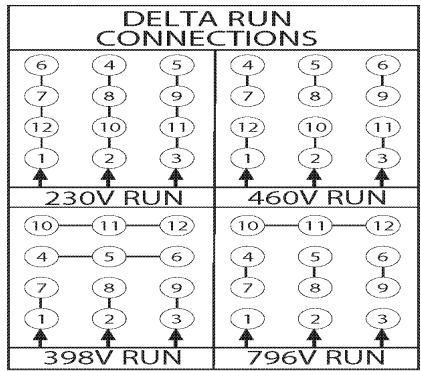 DELTA RUN
CONNECTIONS
6 4 5 4 5 6
7 8 9 7 8 9
12 10 11 12 10 11
1 2 3 1 2 3
230V RUN 460V RUN
10 11 12 10 11 12
4 5 6 4 5 6
7 8 9 7 8 9
1 2 3 1 2 3
398V RUN 796V RUN